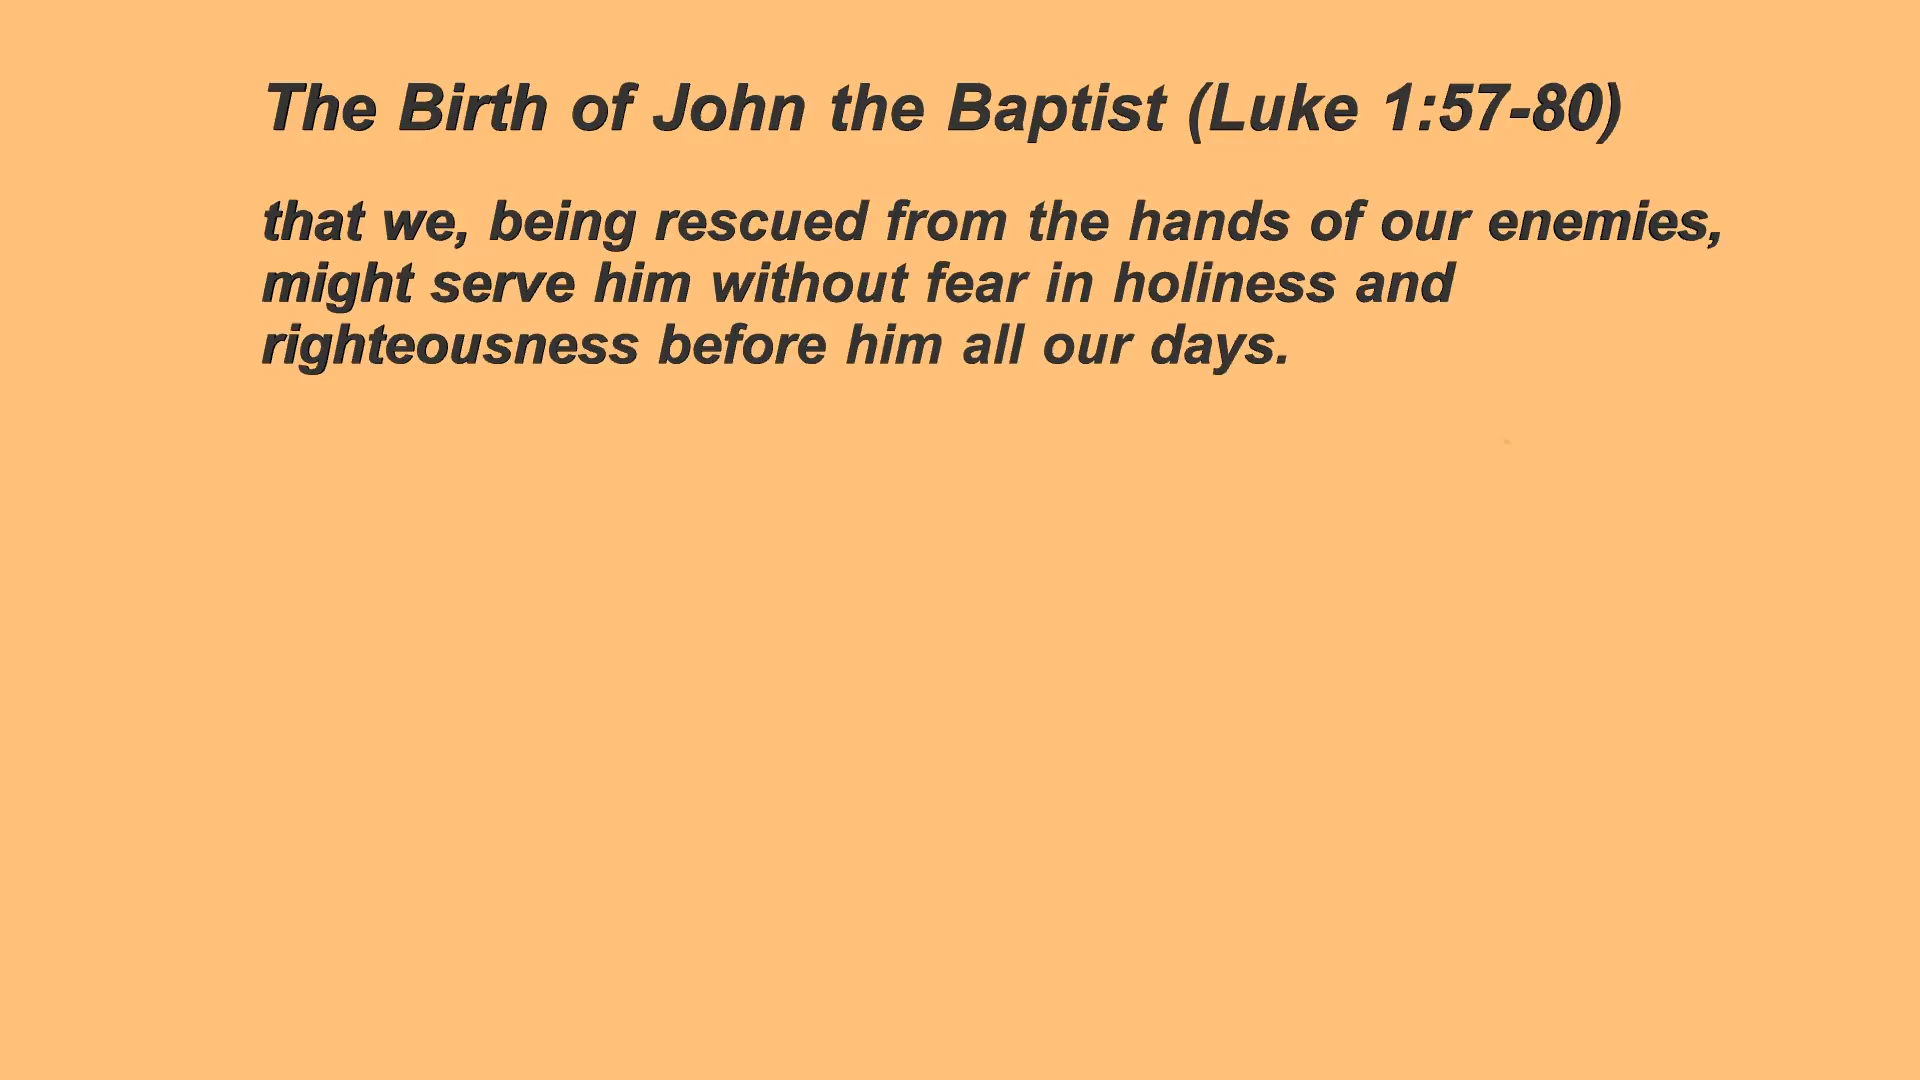 The Birth of John the Baptist (Luke 1:57-80)
that we, being rescued from the hands of our enemies,
might serve him without fear in holiness and
righteousness before him all our days.